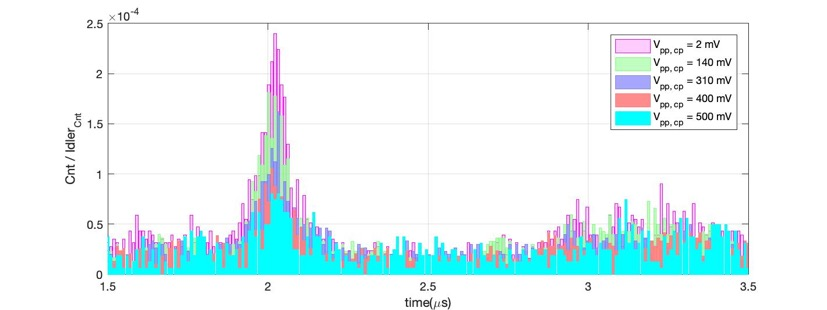 ×10⁻⁴
2.5
2
1.5
1
0.5
0
Cnt / Idler_Cnt
1.5
2
2.5
3
3.5
time(μs)
V_pp, cp = 2 mV
V_pp, cp = 140 mV
V_pp, cp = 310 mV
V_pp, cp = 400 mV
V_pp, cp = 500 mV